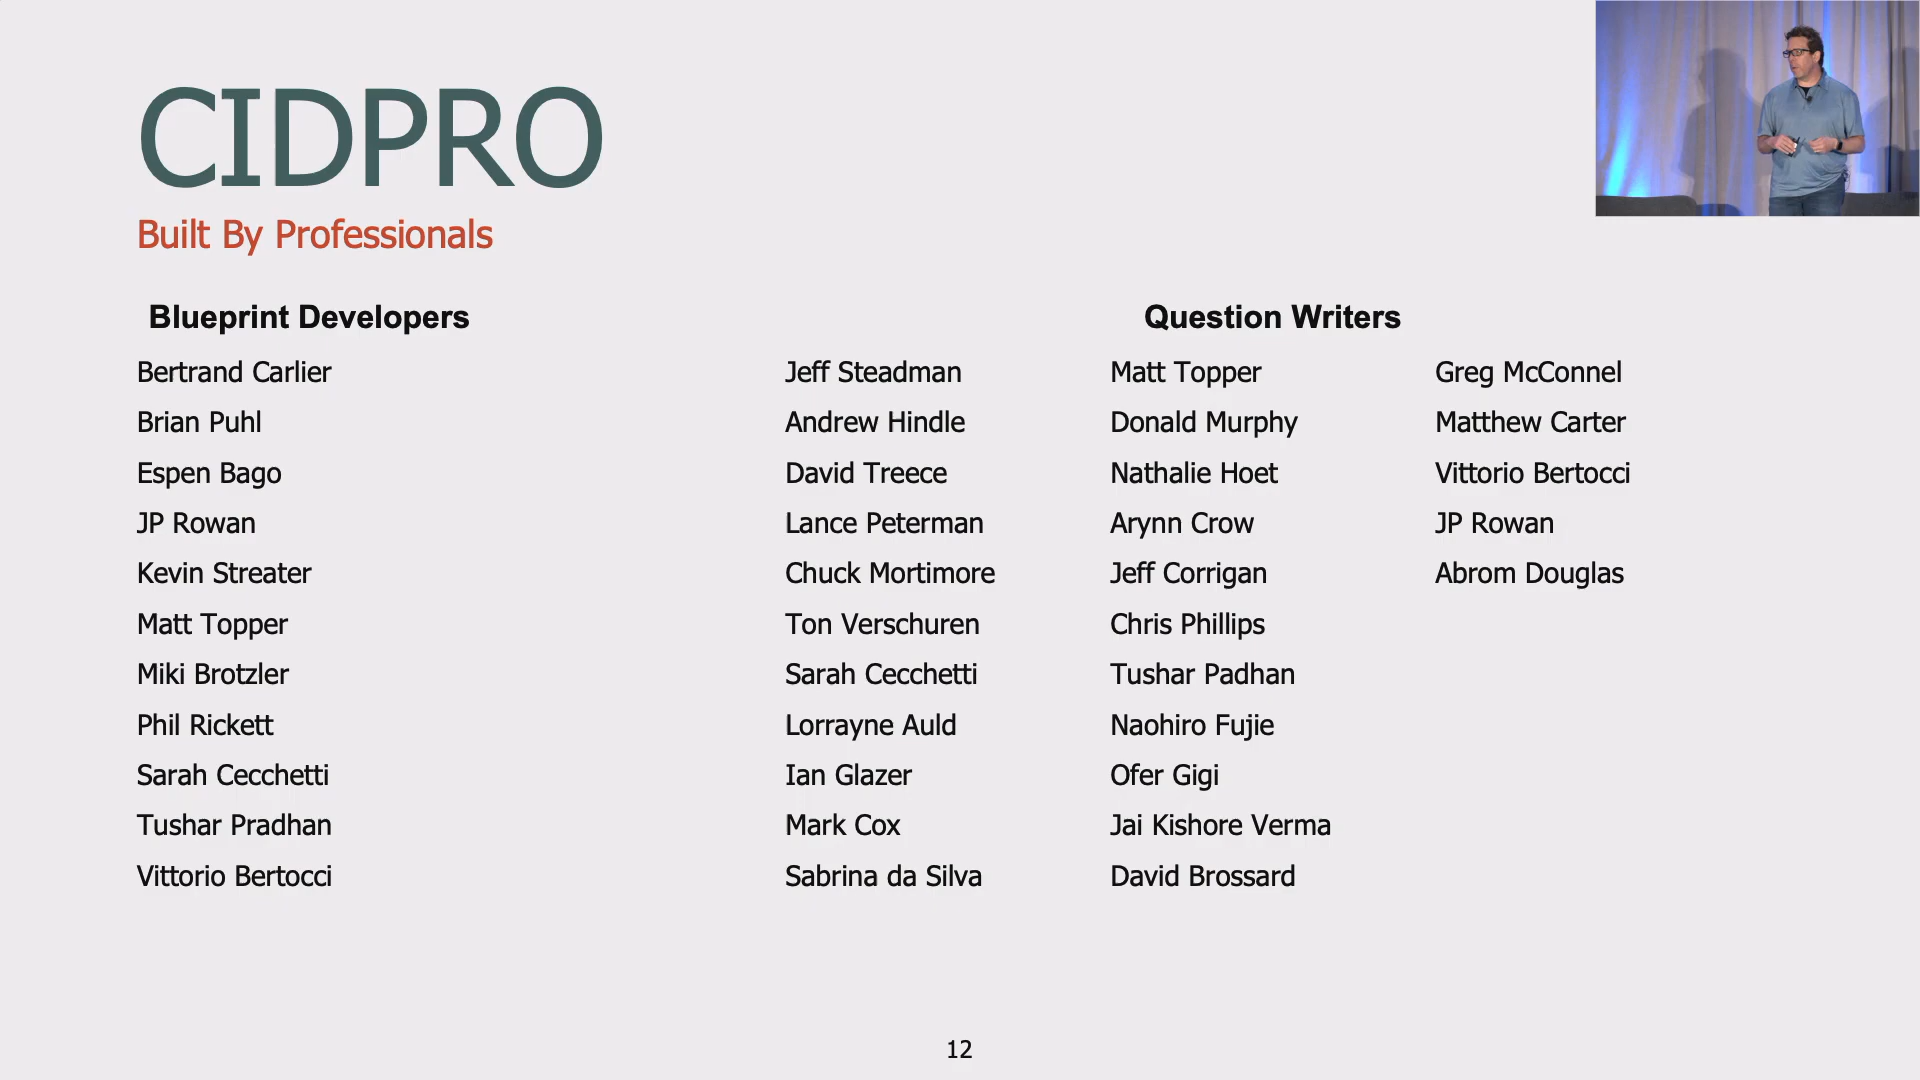 CIDPRO
Built By Professionals
Blueprint Developers
Bertrand Carlier
Brian Puhl
Espen Bago
JP Rowan
Kevin Streater
Matt Topper
Miki Brotzler
Phil Rickett
Sarah Cecchetti
Tushar Pradhan
Vittorio Bertocci
Question Writers
Jeff Steadman
Andrew Hindle
David Treece
Lance Peterman
Chuck Mortimore
Ton Verschuren
Sarah Cecchetti
Lorrayne Auld
Ian Glazer
Mark Cox
Sabrina da Silva
Matt Topper
Donald Murphy
Nathalie Hoet
Arynn Crow
Jeff Corrigan
Chris Phillips
Tushar Padhan
Naohiro Fujie
Ofer Gigi
Jai Kishore Verma
David Brossard
Greg McConnel
Matthew Carter
Vittorio Bertocci
JP Rowan
Abrom Douglas
12